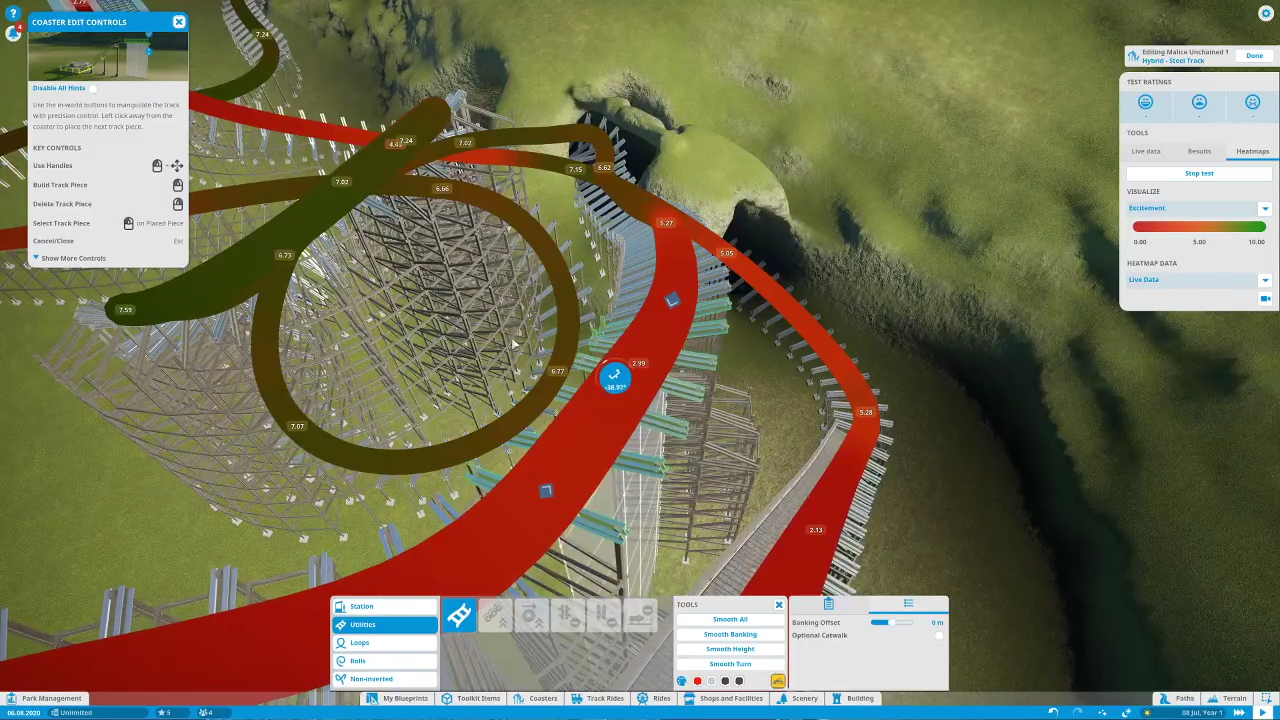 ?
4
COASTER EDIT CONTROLS
Disable All Hints
Use the in-world buttons to manipulate the track
with precision control. Left click away from the
coaster to place the next track piece.
KEY CONTROLS
Use Handles
Build Track Piece
Delete Track Piece
Select Track Piece on Placed Piece
Cancel/Close Esc
Show More Controls
2.79
7.24
7.24
7.02
7.15
6.62
7.02
6.66
5.27
5.05
6.73
7.59
6.77
2.99
-38.92°
5.28
7.07
2.13
Editing Malice Unchained 1
Hybrid - Steel Track
Done
TEST RATINGS
- - -
TOOLS
Live data Results Heatmaps
Stop test
VISUALIZE
Excitement
0.00 5.00 10.00
HEATMAP DATA
Live Data
Station
Utilities
Loops
Rolls
Non-inverted
TOOLS
Smooth All
Smooth Banking
Smooth Height
Smooth Turn
Banking Offset 0 m
Optional Catwalk
Park Management
My Blueprints Toolkit Items Coasters Track Rides Rides Shops and Facilities Scenery Building
Paths Terrain
06.08.2020 Unlimited 5 4
08 Jul, Year 1